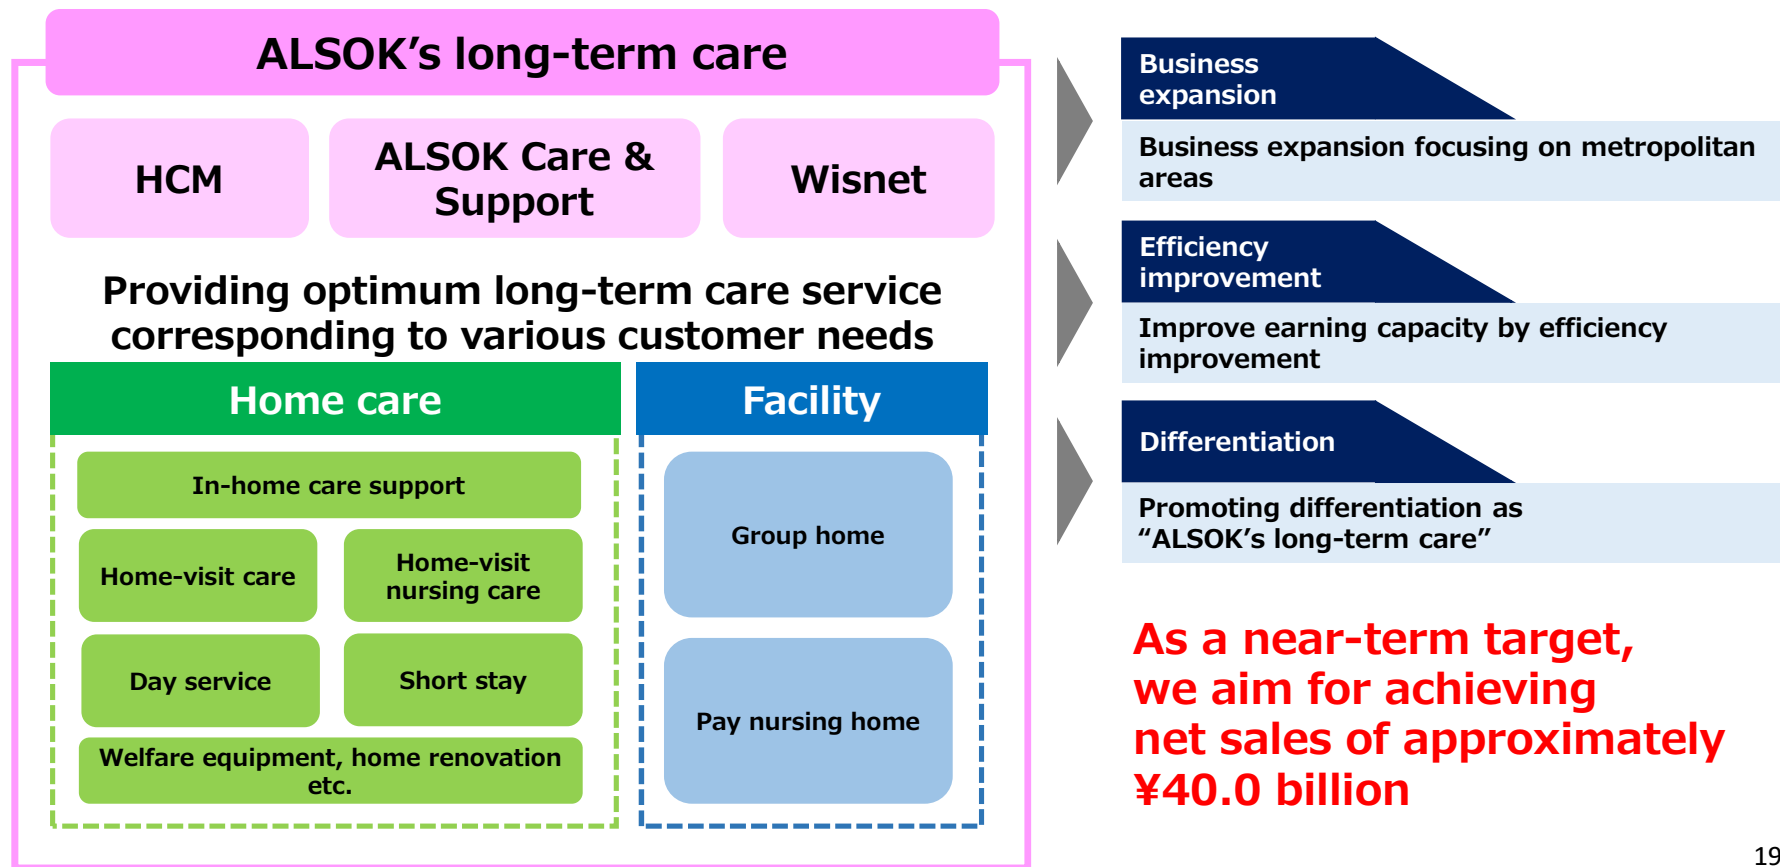 ALSOK’s long-term care
HCM
ALSOK Care &
Support
Wisnet
Providing optimum long-term care service
corresponding to various customer needs
Home care
In-home care support
Home-visit care
Home-visit
nursing care
Day service
Short stay
Welfare equipment, home renovation
etc.
Facility
Group home
Pay nursing home
Business
expansion
Business expansion focusing on metropolitan
areas
Efficiency
improvement
Improve earning capacity by efficiency
improvement
Differentiation
Promoting differentiation as
“ALSOK’s long-term care”
As a near-term target,
we aim for achieving
net sales of approximately
¥40.0 billion
19